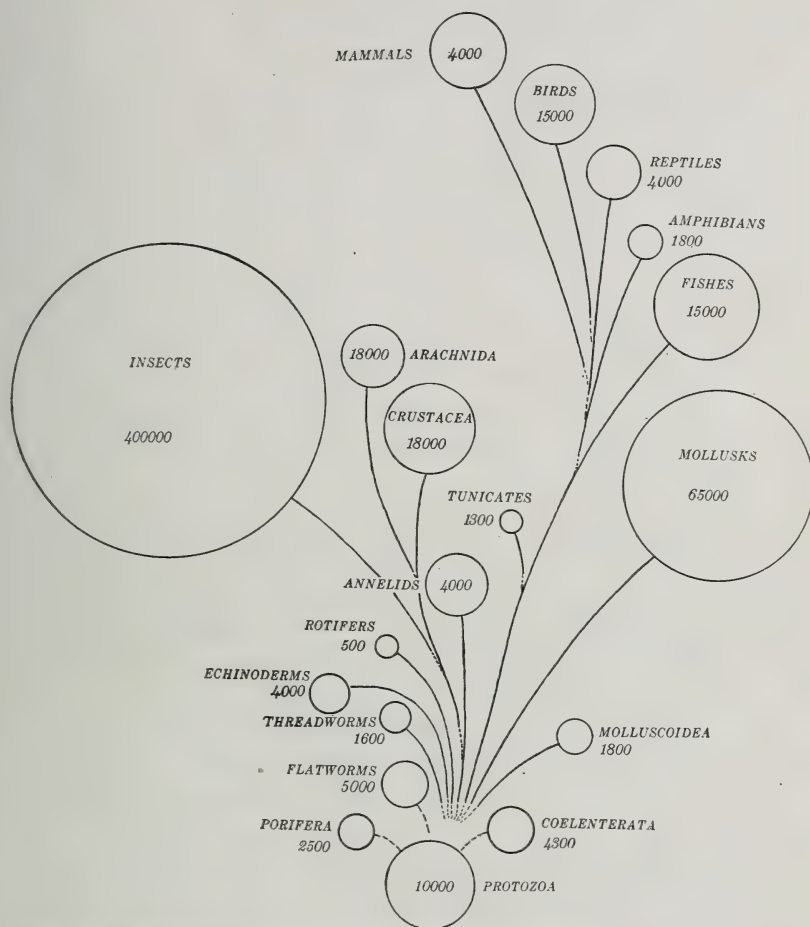 MAMMALS
4000
BIRDS
15000
REPTILES
4000
AMPHIBIANS
1800
FISHES
15000
INSECTS
400000
18000 ARACHNIDA
CRUSTACEA
18000
MOLLUSKS
65000
TUNICATES
1300
ANNELIDS 4000
ROTIFERS
500
ECHINODERMS
4000
THREADWORMS
1600
MOLLUSCOIDEA
1800
FLATWORMS
5000
PORIFERA
2500
COELENTERATA
4300
10000 PROTOZOA